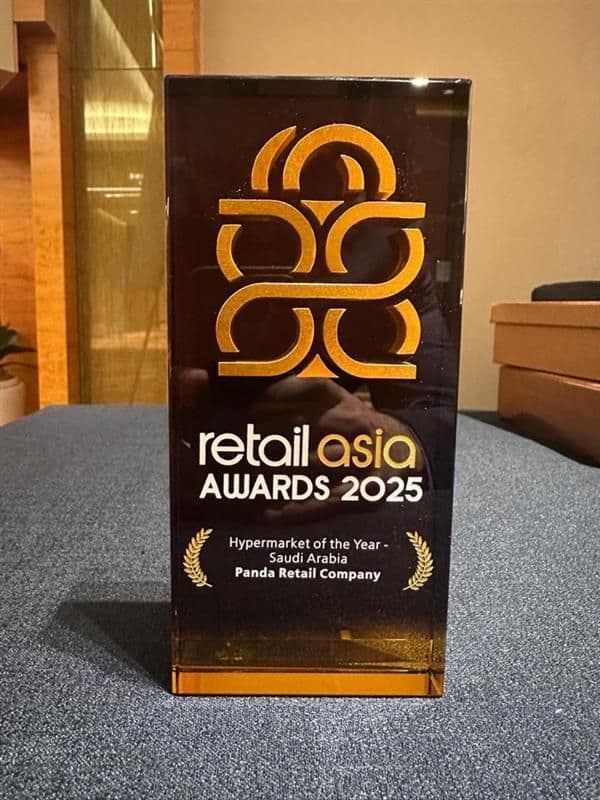 retail asia
AWARDS 2025
Hypermarket of the Year -
Saudi Arabia
Panda Retail Company